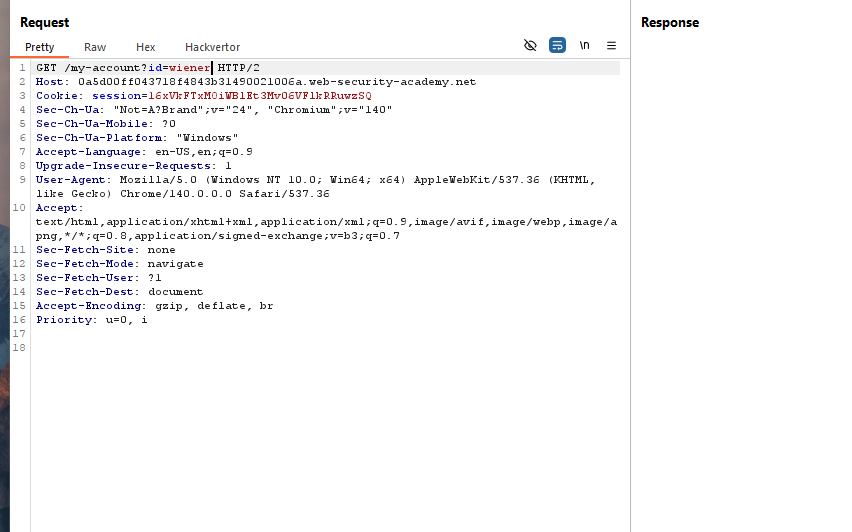 Request
Response
Pretty Raw Hex Hackvertor
\n
1 GET /my-account?id=wiener HTTP/2
2 Host: 0a5d00ff043718f4843b31490021006a.web-security-academy.net
3 Cookie: session=16xVkFTxMOiWBlEt3Mv06VFlkRRuwzSQ
4 Sec-Ch-Ua: "Not=A?Brand";v="24", "Chromium";v="140"
5 Sec-Ch-Ua-Mobile: ?0
6 Sec-Ch-Ua-Platform: "Windows"
7 Accept-Language: en-US,en;q=0.9
8 Upgrade-Insecure-Requests: 1
9 User-Agent: Mozilla/5.0 (Windows NT 10.0; Win64; x64) AppleWebKit/537.36 (KHTML,
like Gecko) Chrome/140.0.0.0 Safari/537.36
10 Accept:
text/html,application/xhtml+xml,application/xml;q=0.9,image/avif,image/webp,image/a
png,*/*;q=0.8,application/signed-exchange;v=b3;q=0.7
11 Sec-Fetch-Site: none
12 Sec-Fetch-Mode: navigate
13 Sec-Fetch-User: ?1
14 Sec-Fetch-Dest: document
15 Accept-Encoding: gzip, deflate, br
16 Priority: u=0, i
17
18